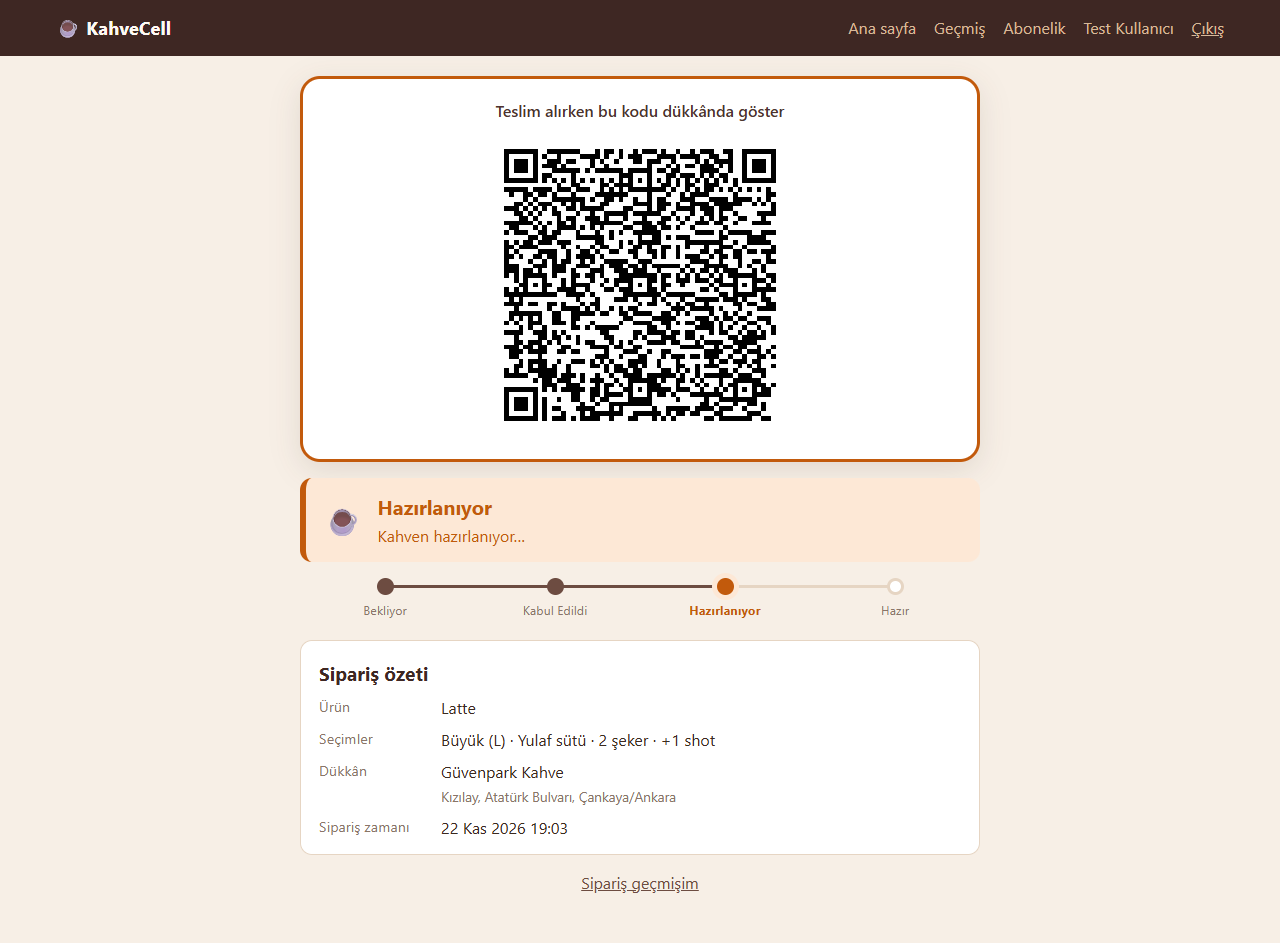 KahveCell
Ana sayfa Geçmiş Abonelik Test Kullanıcı Çıkış
Teslim alırken bu kodu dükkânda göster
Hazırlanıyor
Kahven hazırlanıyor...
Bekliyor Kabul Edildi Hazırlanıyor Hazır
Sipariş özeti
Ürün Latte
Seçimler Büyük (L) · Yulaf sütü · 2 şeker · +1 shot
Dükkân Güvenpark Kahve
Kızılay, Atatürk Bulvarı, Çankaya/Ankara
Sipariş zamanı 22 Kas 2026 19:03
Sipariş geçmişim